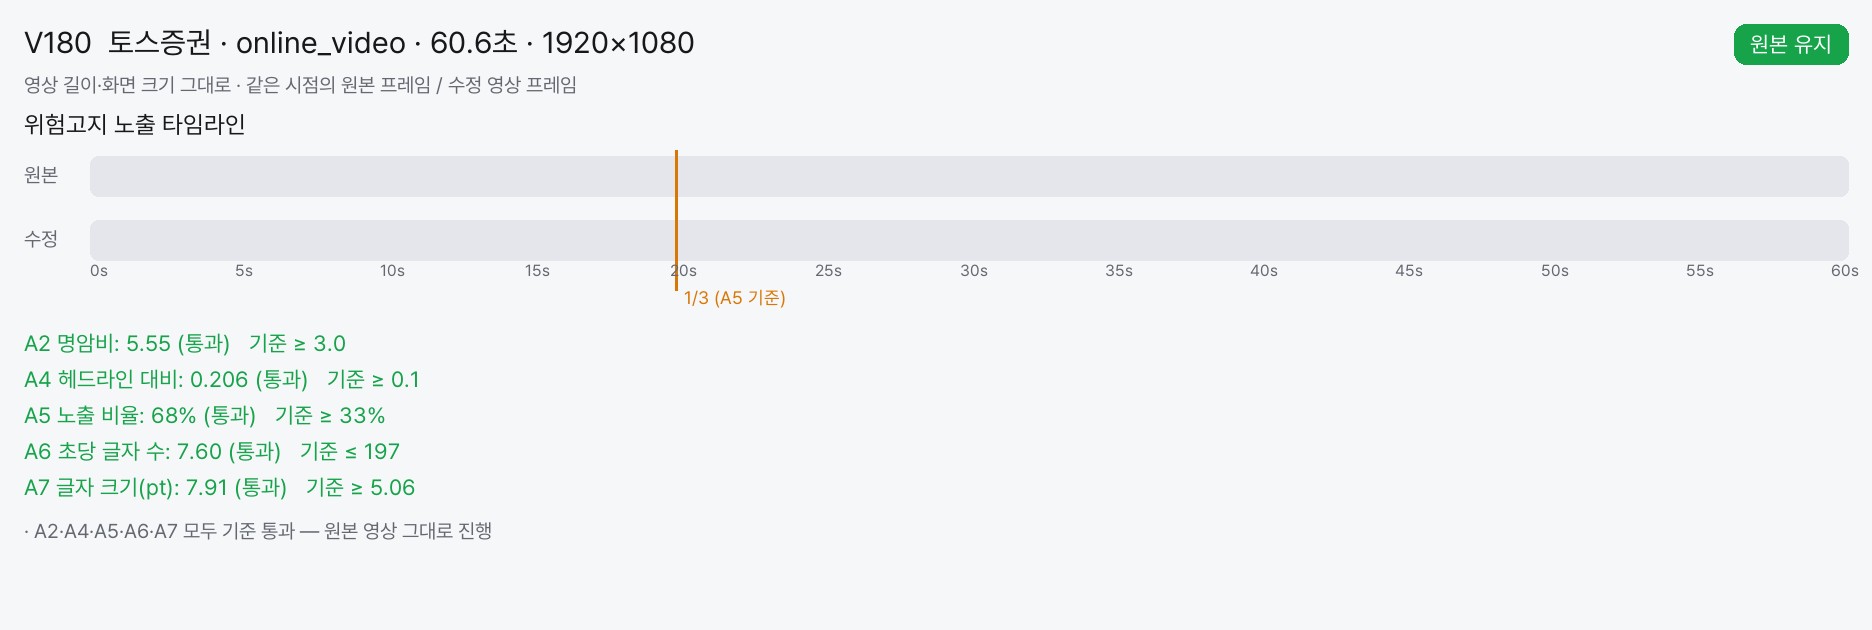 V180 토스증권 · online_video · 60.6초 · 1920×1080
원본 유지
영상 길이·화면 크기 그대로 · 같은 시점의 원본 프레임 / 수정 영상 프레임
위험고지 노출 타임라인
원본
수정
0s 5s 10s 15s 20s 25s 30s 35s 40s 45s 50s 55s 60s
1/3 (A5 기준)
A2 명암비: 5.55 (통과) 기준 ≥ 3.0
A4 헤드라인 대비: 0.206 (통과) 기준 ≥ 0.1
A5 노출 비율: 68% (통과) 기준 ≥ 33%
A6 초당 글자 수: 7.60 (통과) 기준 ≤ 197
A7 글자 크기(pt): 7.91 (통과) 기준 ≥ 5.06
· A2·A4·A5·A6·A7 모두 기준 통과 — 원본 영상 그대로 진행